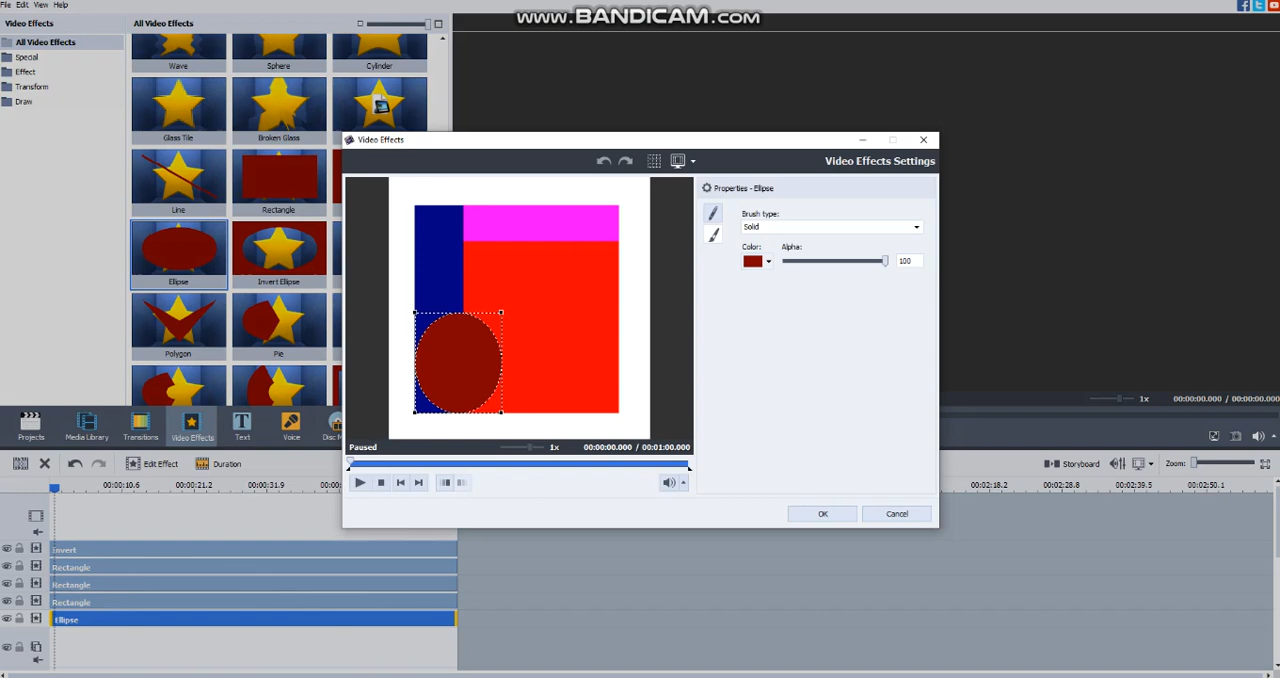 www.BANDICAM.com
File Edit View Help
Video Effects
All Video Effects
All Video Effects
Special
Effect
Transform
Draw
Wave
Sphere
Cylinder
Glass Tile
Broken Glass
Line
Rectangle
Ellipse
Invert Ellipse
Polygon
Pie
Video Effects
Video Effects Settings
Properties - Ellipse
Brush type:
Solid
Color:
Alpha:
100
Paused
1x
00:00:00.000 / 00:01:00.000
OK
Cancel
1x
00:00:00.000 / 00:00:00.000
Projects
Media Library
Transitions
Video Effects
Text
Voice
Disc M
Edit Effect
Duration
Storyboard
Zoom:
00:00:10.6
00:00:21.2
00:00:31.9
00:02:18.2
00:02:28.8
00:02:39.5
00:02:50.1
invert
Rectangle
Rectangle
Rectangle
Ellipse